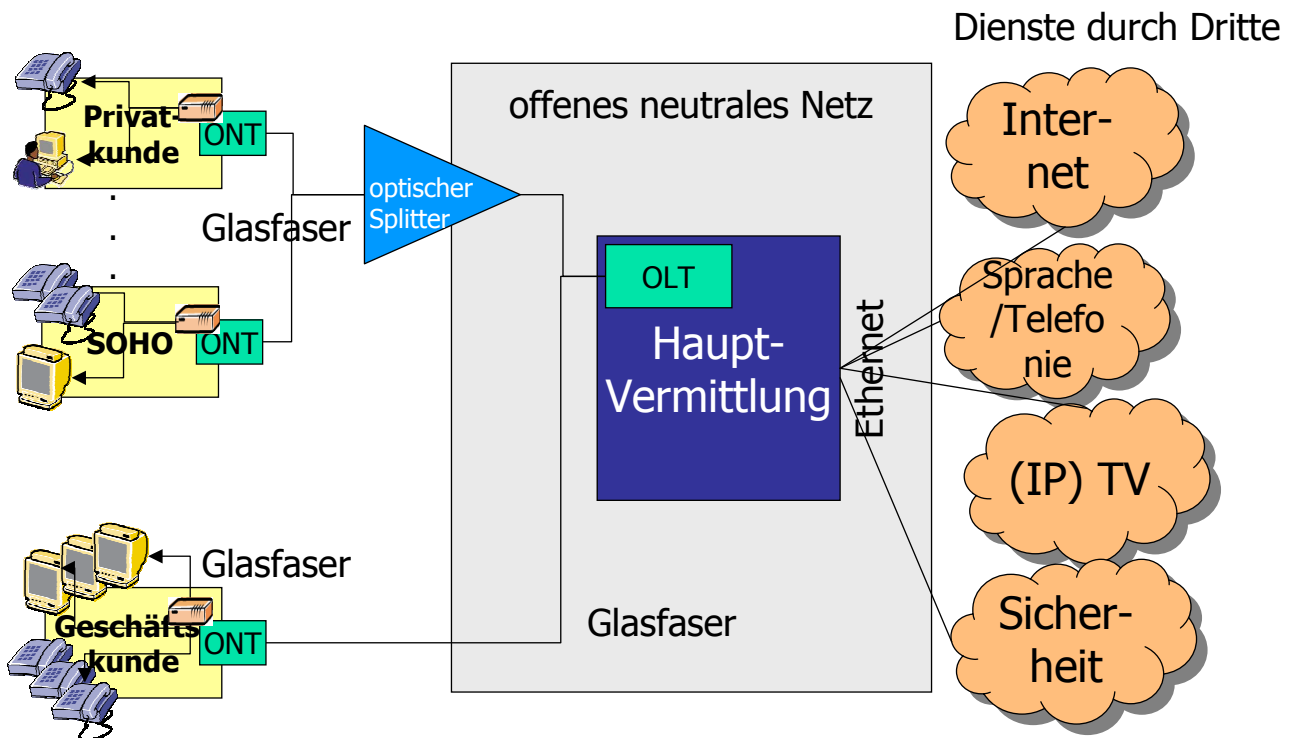 Dienste durch Dritte
offenes neutrales Netz
Privat-
kunde
ONT
.
.
.
Glasfaser
optischer
Splitter
SOHO
ONT
OLT
Haupt-
Vermittlung
Ethernet
Inter-
net
Sprache
/Telefo
nie
(IP) TV
Sicher-
heit
Glasfaser
Geschäfts
kunde
ONT
Glasfaser